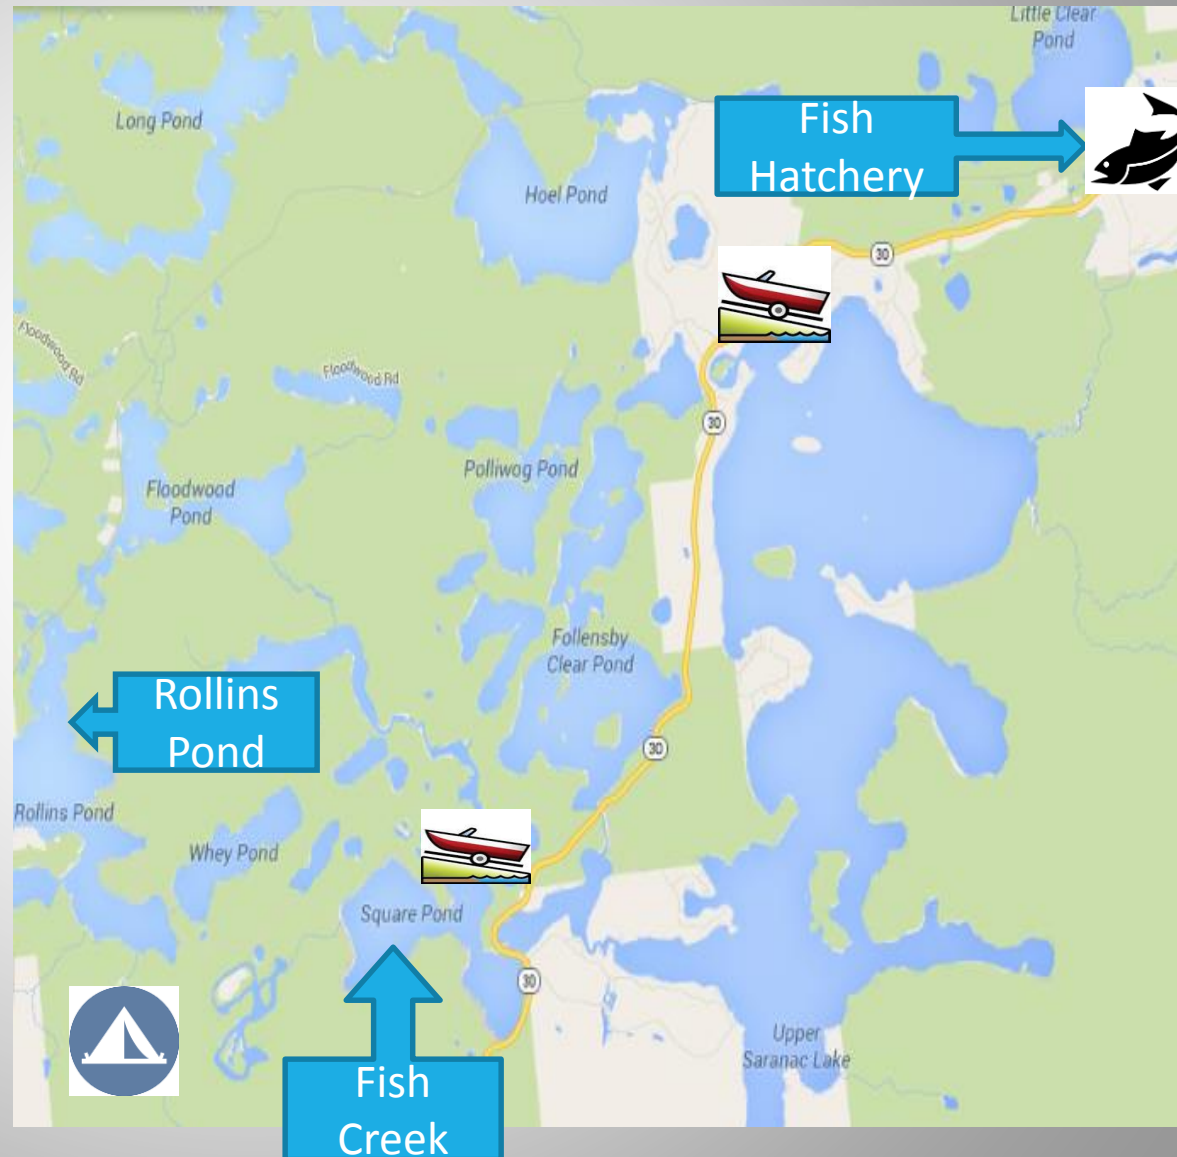 Little Clear
Pond
Long Pond
Fish
Hatchery
Hoel Pond
30
Floodwood Rd
Floodwood Rd
30
Polliwog Pond
Floodwood
Pond
Follensby
Clear Pond
Rollins
Pond
30
Rollins Pond
Whey Pond
Square Pond
30
Upper
Saranac Lake
Fish
Creek